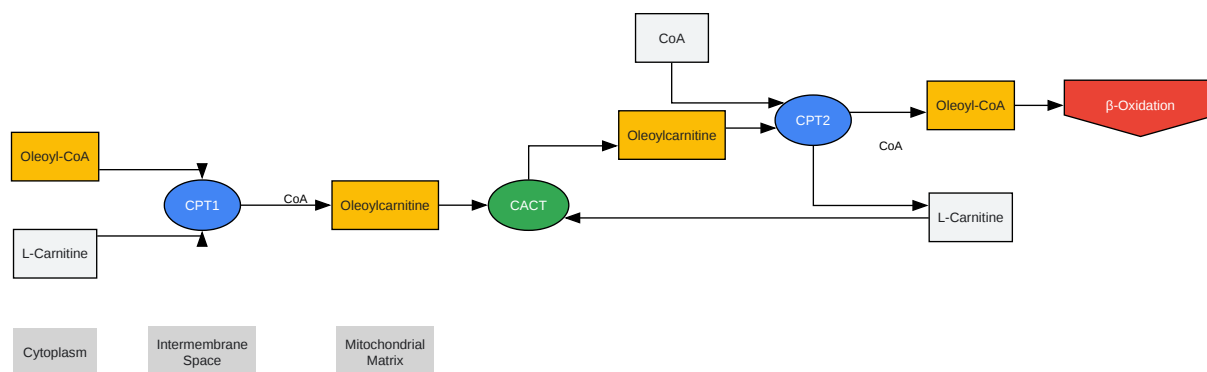 CoA
Oleoyl-CoA
β-Oxidation
Oleoylcarnitine
CPT2
CoA
Oleoyl-CoA
CPT1
CoA
Oleoylcarnitine
CACT
L-Carnitine
L-Carnitine
Cytoplasm
Intermembrane
Space
Mitochondrial
Matrix